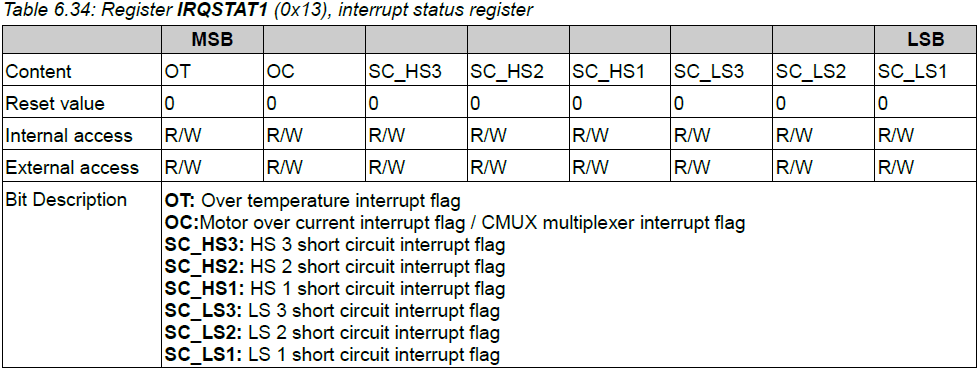 Table 6.34: Register IRQSTAT1 (0x13), interrupt status register
MSB LSB
Content OT OC SC_HS3 SC_HS2 SC_HS1 SC_LS3 SC_LS2 SC_LS1
Reset value 0 0 0 0 0 0 0 0
Internal access R/W R/W R/W R/W R/W R/W R/W R/W
External access R/W R/W R/W R/W R/W R/W R/W R/W
Bit Description OT: Over temperature interrupt flag
OC:Motor over current interrupt flag / CMUX multiplexer interrupt flag
SC_HS3: HS 3 short circuit interrupt flag
SC_HS2: HS 2 short circuit interrupt flag
SC_HS1: HS 1 short circuit interrupt flag
SC_LS3: LS 3 short circuit interrupt flag
SC_LS2: LS 2 short circuit interrupt flag
SC_LS1: LS 1 short circuit interrupt flag